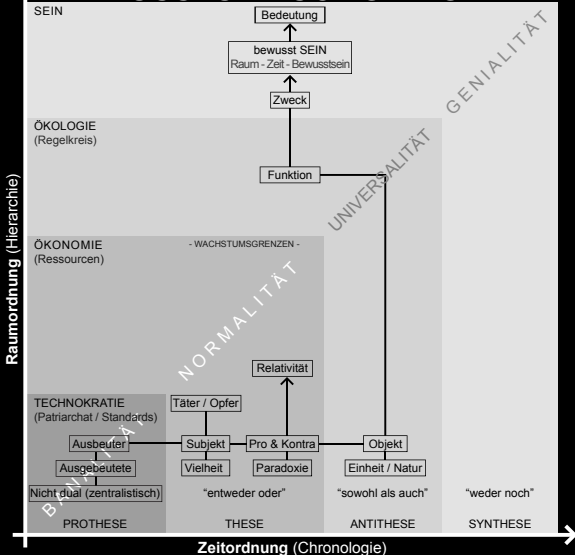 SEIN
Bedeutung
bewusst SEIN
Raum - Zeit - Bewusstsein
Zweck
GENIALITÄT
ÖKOLOGIE
(Regelkreis)
Funktion
UNIVERSALITÄT
ÖKONOMIE
(Ressourcen)
- WACHSTUMSGRENZEN -
NORMALITÄT
Relativität
TECHNOKRATIE
(Patriarchat / Standards)
Täter / Opfer
Ausbeuter
Subjekt
Pro & Kontra
Objekt
Ausgebeutete
Vielheit
Paradoxie
Einheit / Natur
BANALITÄT
Nicht dual (zentralistisch)
“entweder oder”
“sowohl als auch”
“weder noch”
PROTHESE
THESE
ANTITHESE
SYNTHESE
Raumordnung (Hierarchie)
Zeitordnung (Chronologie)